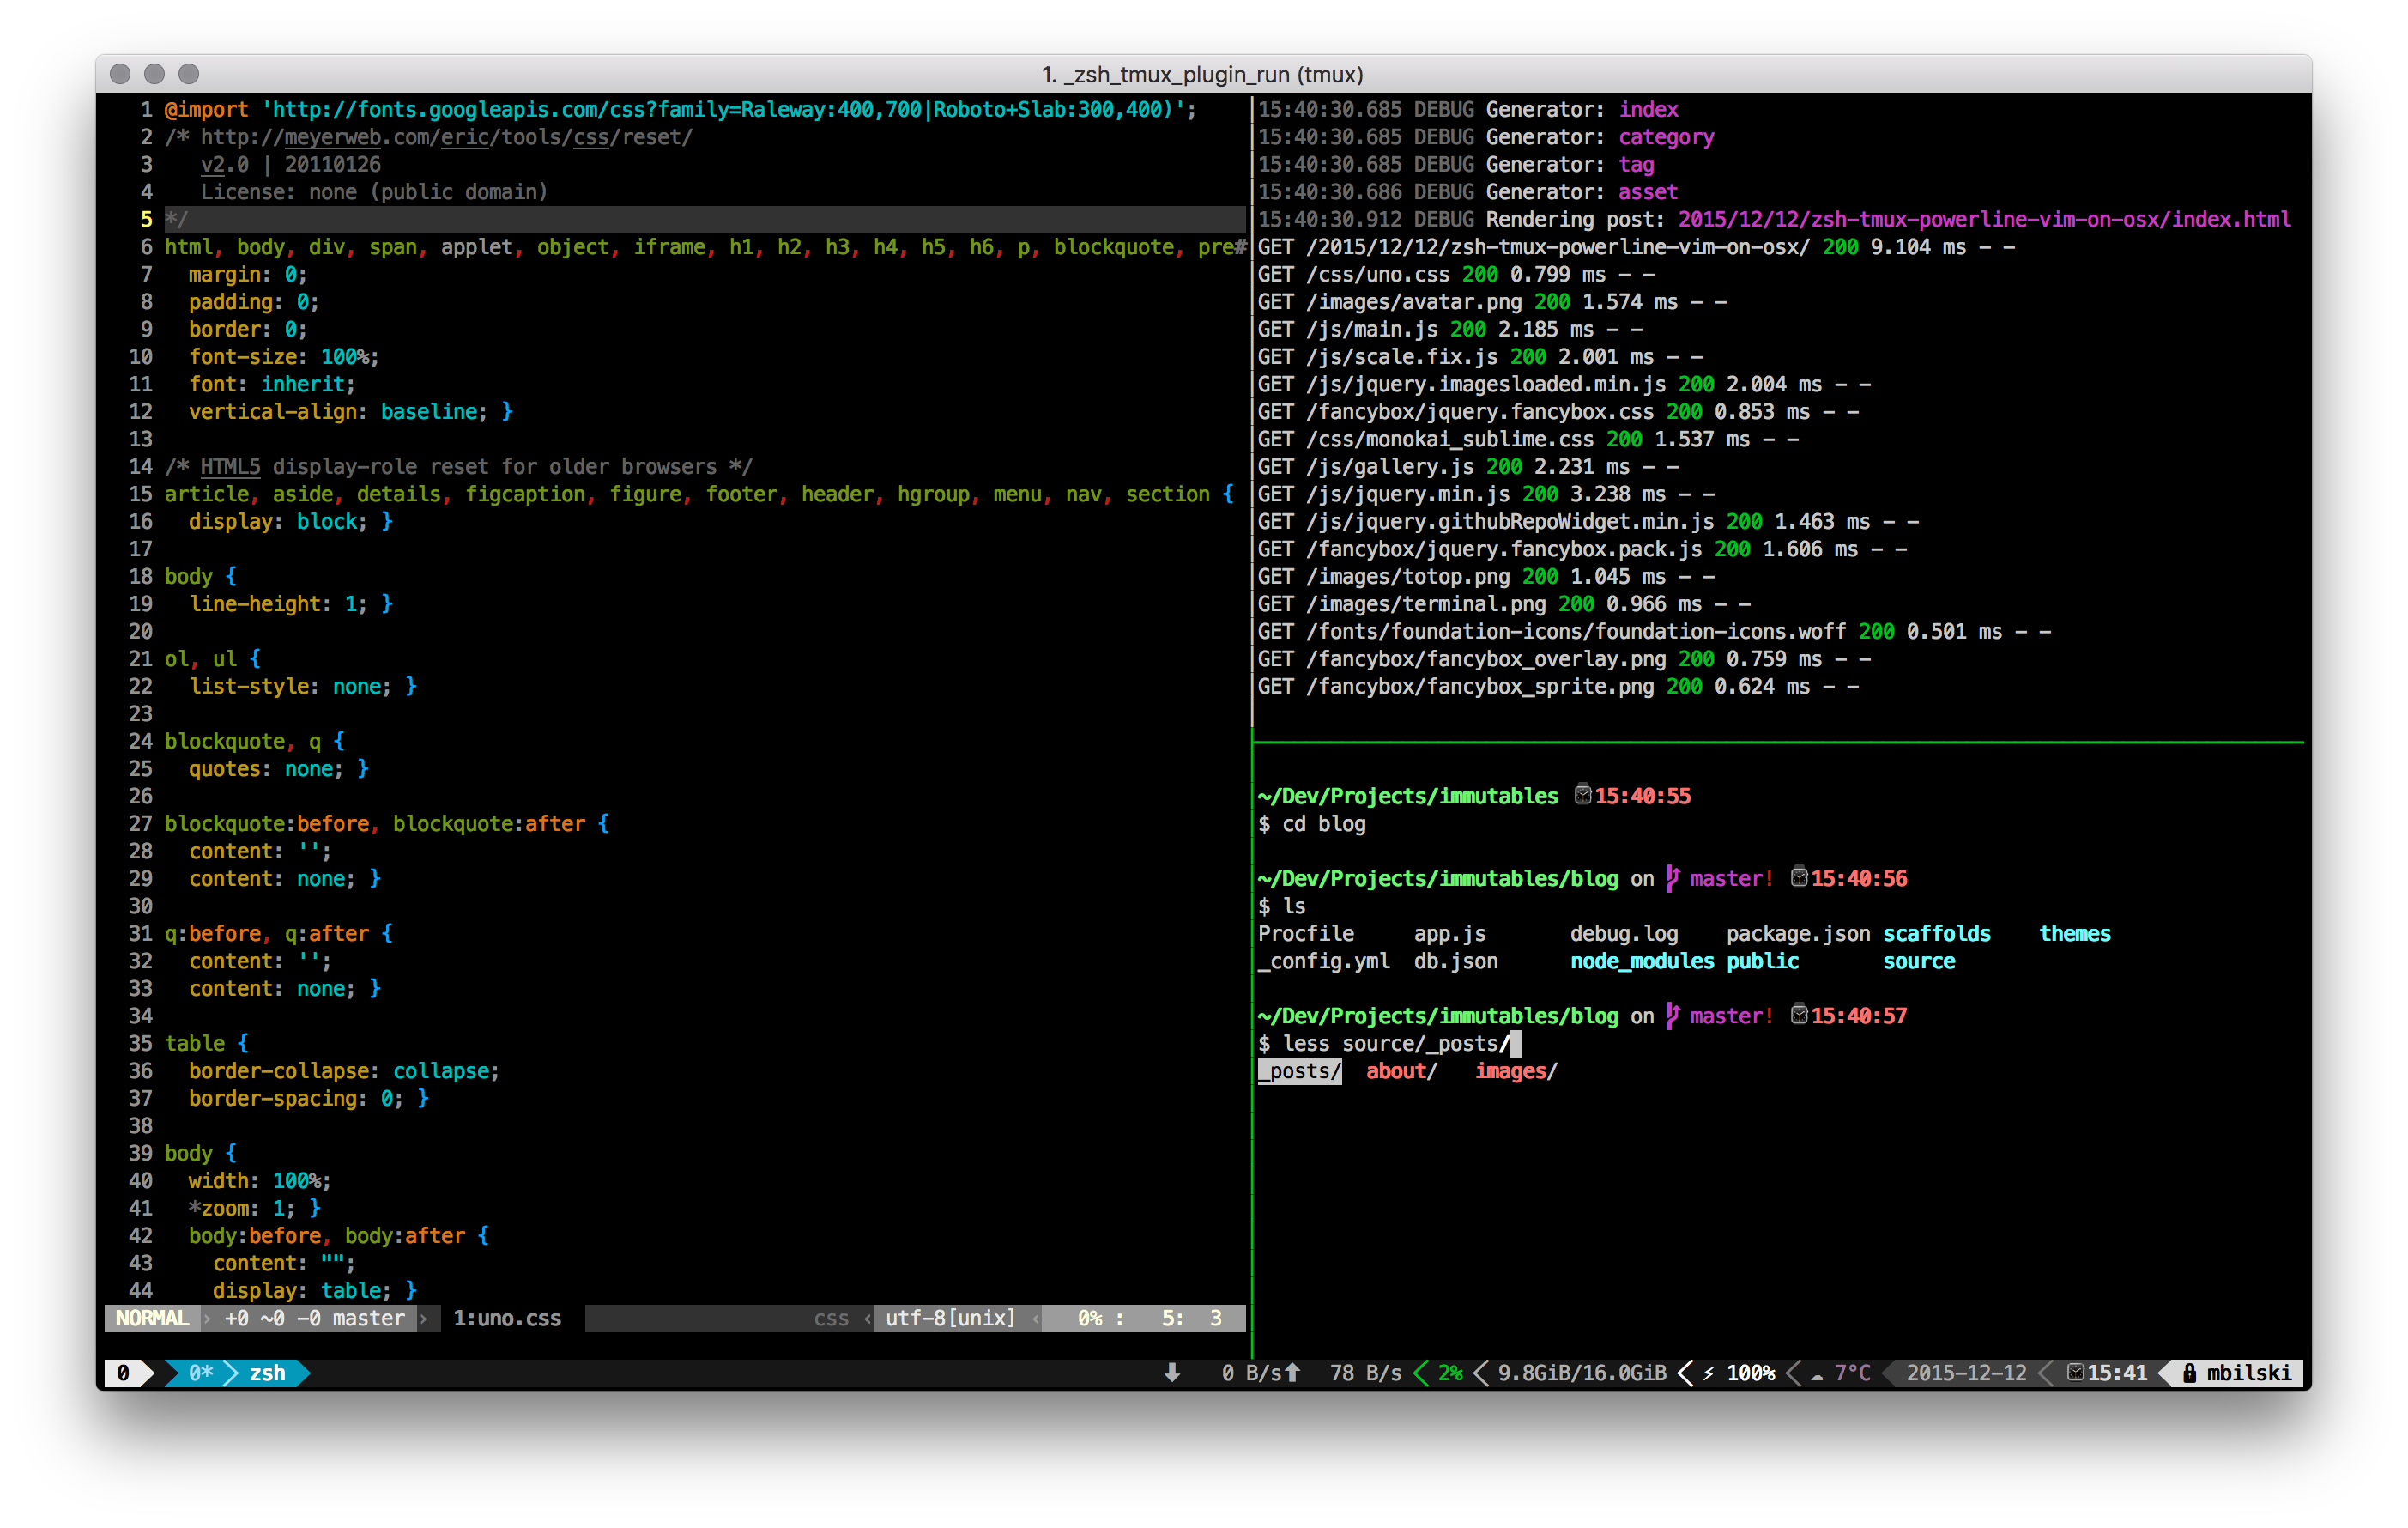 1. _zsh_tmux_plugin_run (tmux)
1 @import 'http://fonts.googleapis.com/css?family=Raleway:400,700|Roboto+Slab:300,400)';
2 /* http://meyerweb.com/eric/tools/css/reset/
3    v2.0 | 20110126
4    License: none (public domain)
5 */
6 html, body, div, span, applet, object, iframe, h1, h2, h3, h4, h5, h6, p, blockquote, pre#
7   margin: 0;
8   padding: 0;
9   border: 0;
10   font-size: 100%;
11   font: inherit;
12   vertical-align: baseline; }
13
14 /* HTML5 display-role reset for older browsers */
15 article, aside, details, figcaption, figure, footer, header, hgroup, menu, nav, section {
16   display: block; }
17
18 body {
19   line-height: 1; }
20
21 ol, ul {
22   list-style: none; }
23
24 blockquote, q {
25   quotes: none; }
26
27 blockquote:before, blockquote:after {
28   content: '';
29   content: none; }
30
31 q:before, q:after {
32   content: '';
33   content: none; }
34
35 table {
36   border-collapse: collapse;
37   border-spacing: 0; }
38
39 body {
40   width: 100%;
41   *zoom: 1; }
42   body:before, body:after {
43     content: "";
44     display: table; }
NORMAL › +0 ~0 -0 master › 1:uno.css css ‹ utf-8[unix] ‹ 0% : 5: 3
15:40:30.685 DEBUG Generator: index
15:40:30.685 DEBUG Generator: category
15:40:30.685 DEBUG Generator: tag
15:40:30.686 DEBUG Generator: asset
15:40:30.912 DEBUG Rendering post: 2015/12/12/zsh-tmux-powerline-vim-on-osx/index.html
GET /2015/12/12/zsh-tmux-powerline-vim-on-osx/ 200 9.104 ms - -
GET /css/uno.css 200 0.799 ms - -
GET /images/avatar.png 200 1.574 ms - -
GET /js/main.js 200 2.185 ms - -
GET /js/scale.fix.js 200 2.001 ms - -
GET /js/jquery.imagesloaded.min.js 200 2.004 ms - -
GET /fancybox/jquery.fancybox.css 200 0.853 ms - -
GET /css/monokai_sublime.css 200 1.537 ms - -
GET /js/gallery.js 200 2.231 ms - -
GET /js/jquery.min.js 200 3.238 ms - -
GET /js/jquery.githubRepoWidget.min.js 200 1.463 ms - -
GET /fancybox/jquery.fancybox.pack.js 200 1.606 ms - -
GET /images/totop.png 200 1.045 ms - -
GET /images/terminal.png 200 0.966 ms - -
GET /fonts/foundation-icons/foundation-icons.woff 200 0.501 ms - -
GET /fancybox/fancybox_overlay.png 200 0.759 ms - -
GET /fancybox/fancybox_sprite.png 200 0.624 ms - -
~/Dev/Projects/immutables 15:40:55
$ cd blog
~/Dev/Projects/immutables/blog on master! 15:40:56
$ ls
Procfile app.js debug.log package.json scaffolds themes
_config.yml db.json node_modules public source
~/Dev/Projects/immutables/blog on master! 15:40:57
$ less source/_posts/
_posts/ about/ images/
0 0* zsh 0 B/s 78 B/s 2% 9.8GiB/16.0GiB ⚡ 100% 7°C 2015-12-12 15:41 mbilski